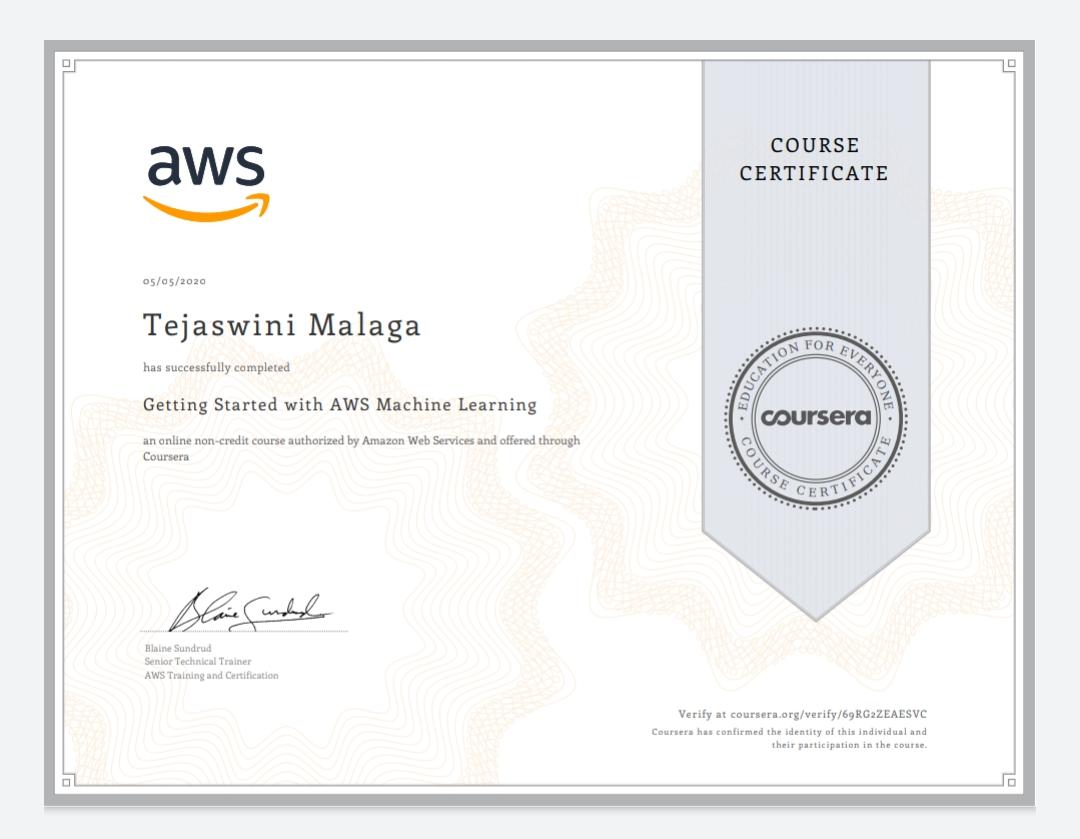 aws
05/05/2020
Tejaswini Malaga
has successfully completed
Getting Started with AWS Machine Learning
an online non-credit course authorized by Amazon Web Services and offered through
Coursera
Blaine Sundrud
Blaine Sundrud
Senior Technical Trainer
AWS Training and Certification
COURSE
CERTIFICATE
EDUCATION FOR EVERYONE
coursera
COURSE CERTIFICATE
Verify at coursera.org/verify/69RG2ZEAESVC
Coursera has confirmed the identity of this individual and
their participation in the course.